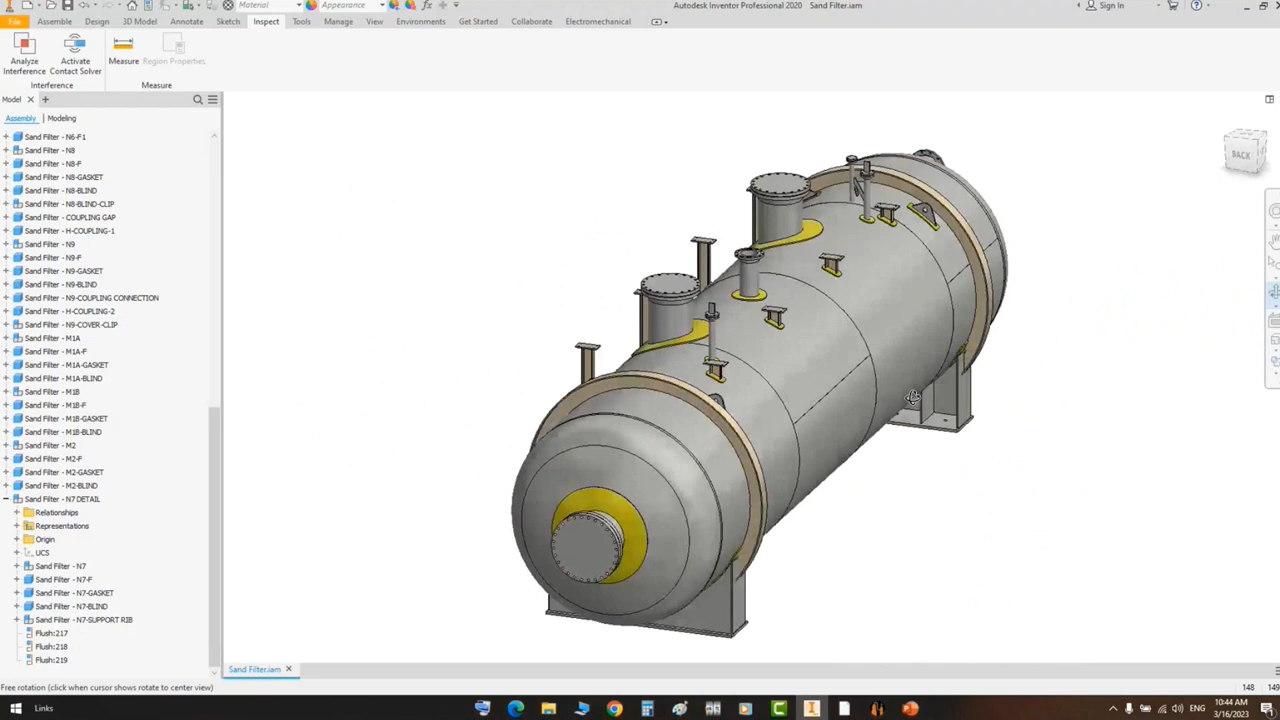 Material
Appearance
Autodesk Inventor Professional 2020 Sand Filter.iam
Sign In
File Assemble Design 3D Model Annotate Sketch Inspect Tools Manage View Environments Get Started Collaborate Electromechanical
Analyze Interference
Activate Contact Solver
Measure
Region Properties
Interference
Measure
Model
Assembly Modeling
Sand Filter - N6-F1
Sand Filter - N8
Sand Filter - N8-F
Sand Filter - N8-GASKET
Sand Filter - N8-BLIND
Sand Filter - N8-BLIND-CLIP
Sand Filter - COUPLING GAP
Sand Filter - H-COUPLING-1
Sand Filter - N9
Sand Filter - N9-F
Sand Filter - N9-GASKET
Sand Filter - N9-BLIND
Sand Filter - N9-COUPLING CONNECTION
Sand Filter - H-COUPLING-2
Sand Filter - N9-COVER-CLIP
Sand Filter - M1A
Sand Filter - M1A-F
Sand Filter - M1A-GASKET
Sand Filter - M1A-BLIND
Sand Filter - M1B
Sand Filter - M1B-F
Sand Filter - M1B-GASKET
Sand Filter - M1B-BLIND
Sand Filter - M2
Sand Filter - M2-F
Sand Filter - M2-GASKET
Sand Filter - M2-BLIND
Sand Filter - N7 DETAIL
Relationships
Representations
Origin
UCS
Sand Filter - N7
Sand Filter - N7-F
Sand Filter - N7-GASKET
Sand Filter - N7-BLIND
Sand Filter - N7-SUPPORT RIB
Flush:217
Flush:218
Flush:219
BACK
Sand Filter.iam
Free rotation (click when cursor shows rotate to center view)
148 149
Links
ENG
10:44 AM
3/16/2023